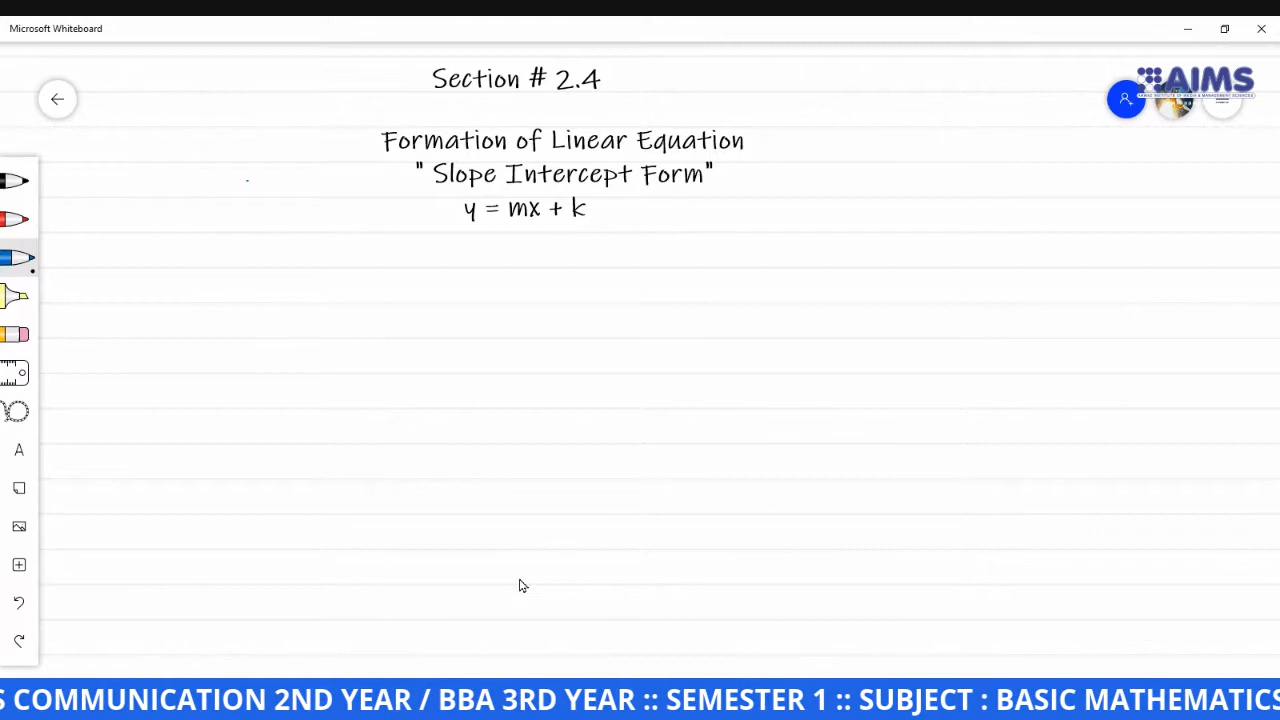 Microsoft Whiteboard
Section # 2.4
AIMS
Formation of Linear Equation
" Slope Intercept Form"
y = mx + k
A
S COMMUNICATION 2ND YEAR / BBA 3RD YEAR :: SEMESTER 1 :: SUBJECT : BASIC MATHEMATICS